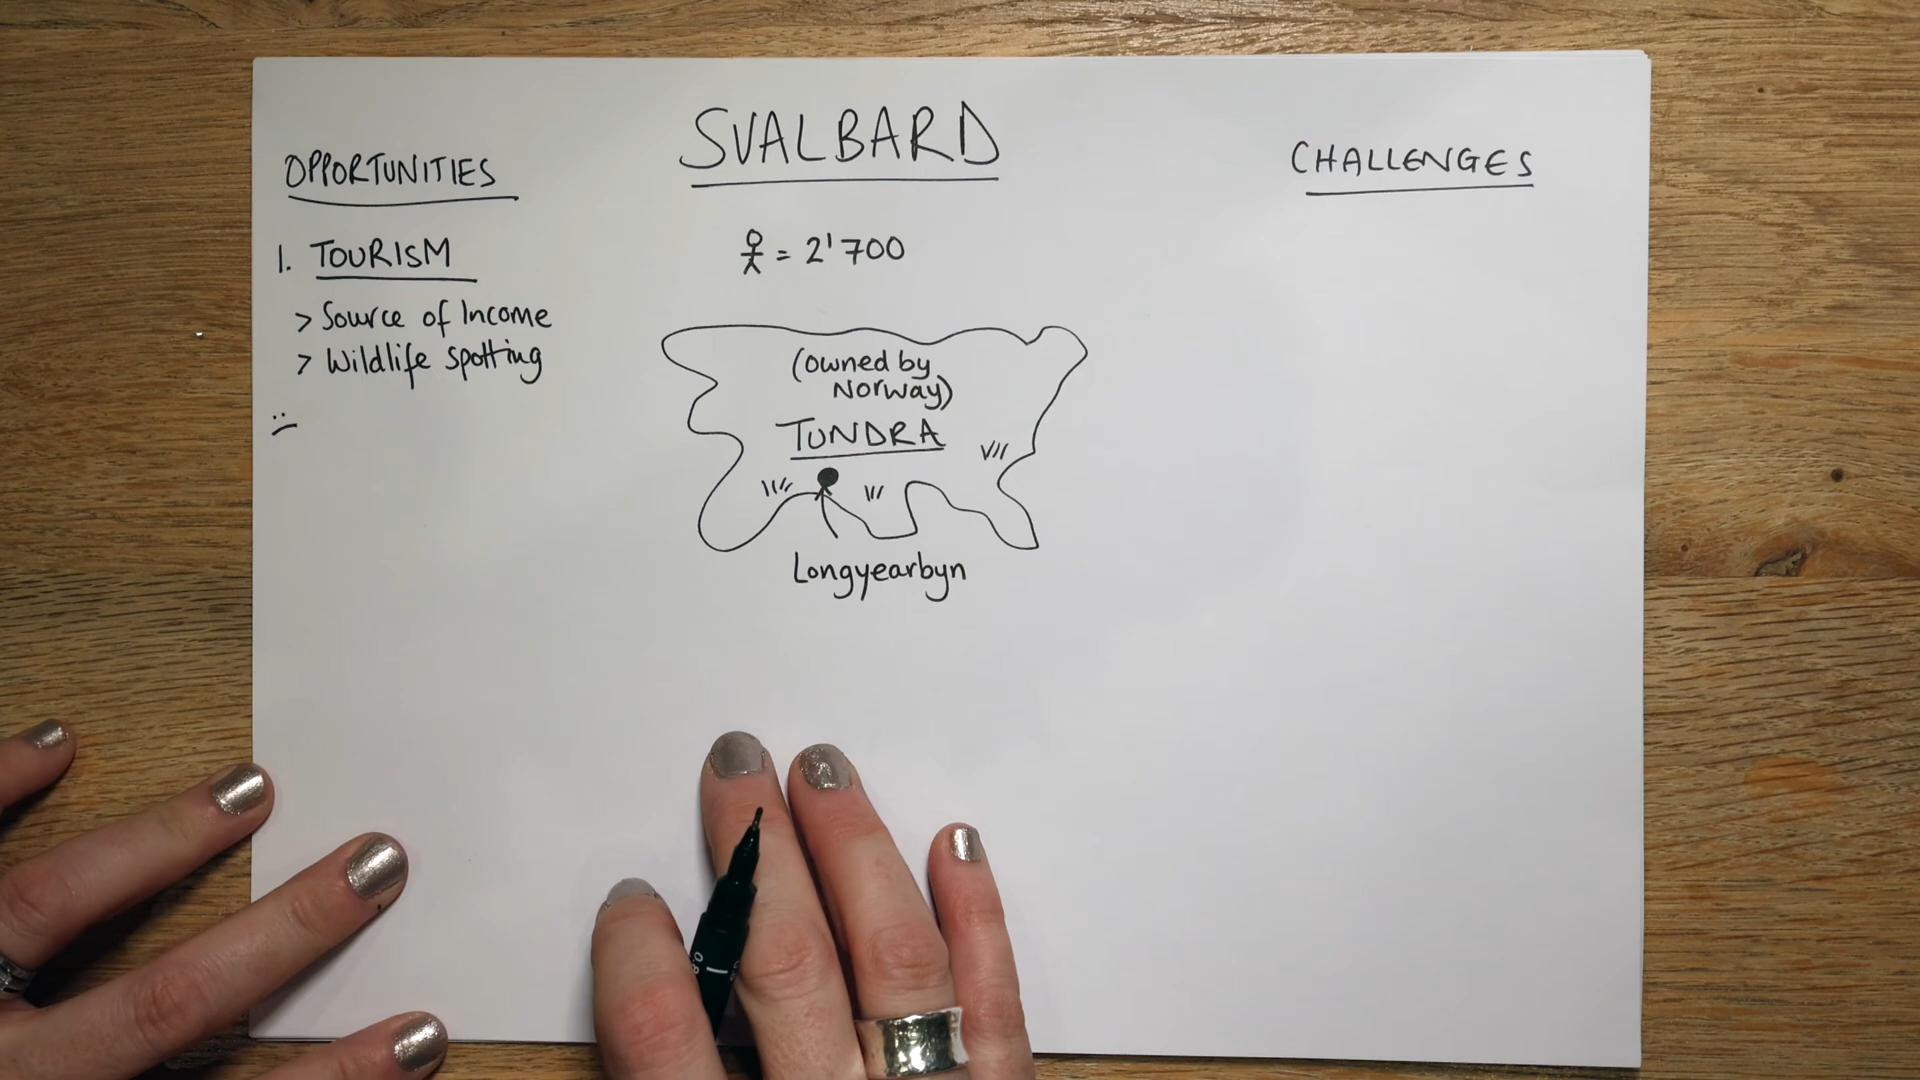 SVALBARD
OPPORTUNITIES
1. TOURISM
> Source of Income
> Wildlife spotting
= 2'700
(owned by
Norway)
TUNDRA
Longyearbyn
CHALLENGES